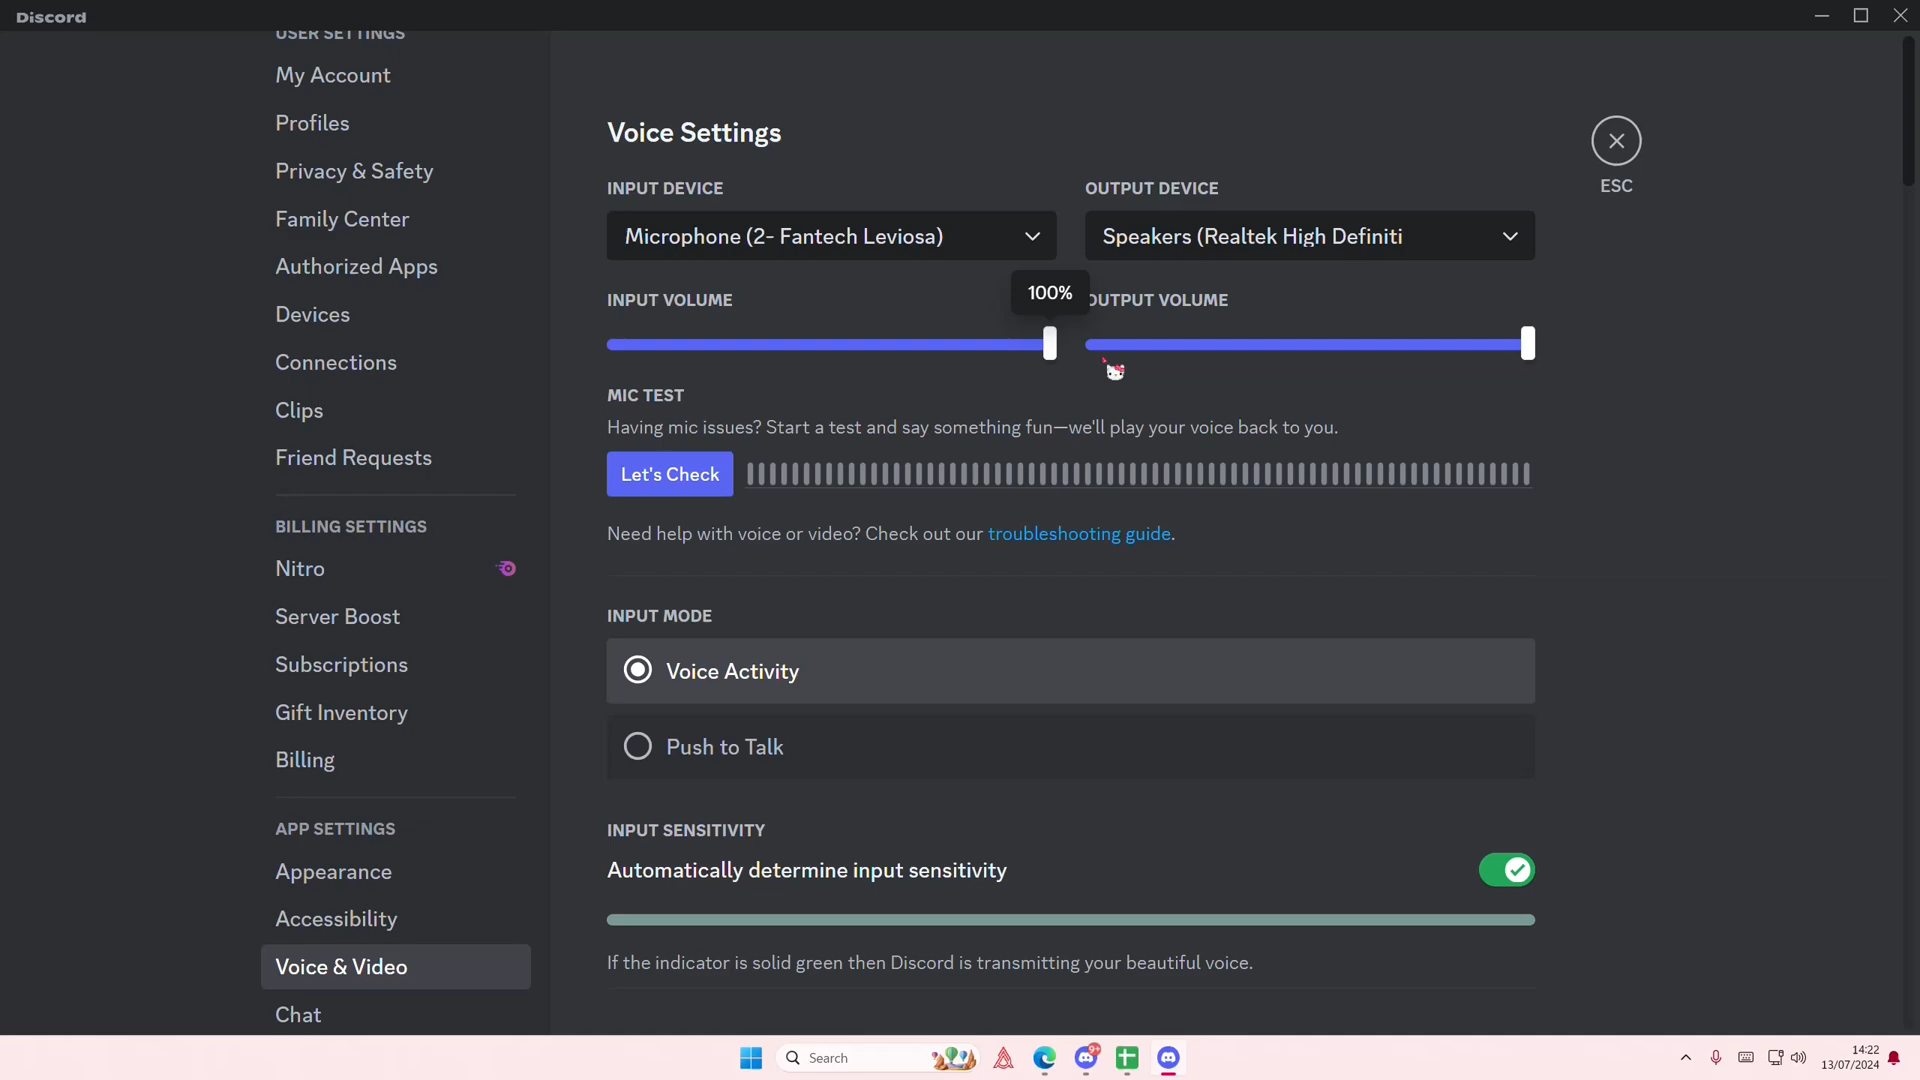 Discord
USER SETTINGS
My Account
Profiles
Privacy & Safety
Family Center
Authorized Apps
Devices
Connections
Clips
Friend Requests
BILLING SETTINGS
Nitro
Server Boost
Subscriptions
Gift Inventory
Billing
APP SETTINGS
Appearance
Accessibility
Voice & Video
Chat
Voice Settings
ESC
INPUT DEVICE
OUTPUT DEVICE
Microphone (2- Fantech Leviosa)
Speakers (Realtek High Definiti
100%
INPUT VOLUME
OUTPUT VOLUME
MIC TEST
Having mic issues? Start a test and say something fun—we'll play your voice back to you.
Let's Check
Need help with voice or video? Check out our troubleshooting guide.
INPUT MODE
Voice Activity
Push to Talk
INPUT SENSITIVITY
Automatically determine input sensitivity
If the indicator is solid green then Discord is transmitting your beautiful voice.
Search
9+
14:22
13/07/2024